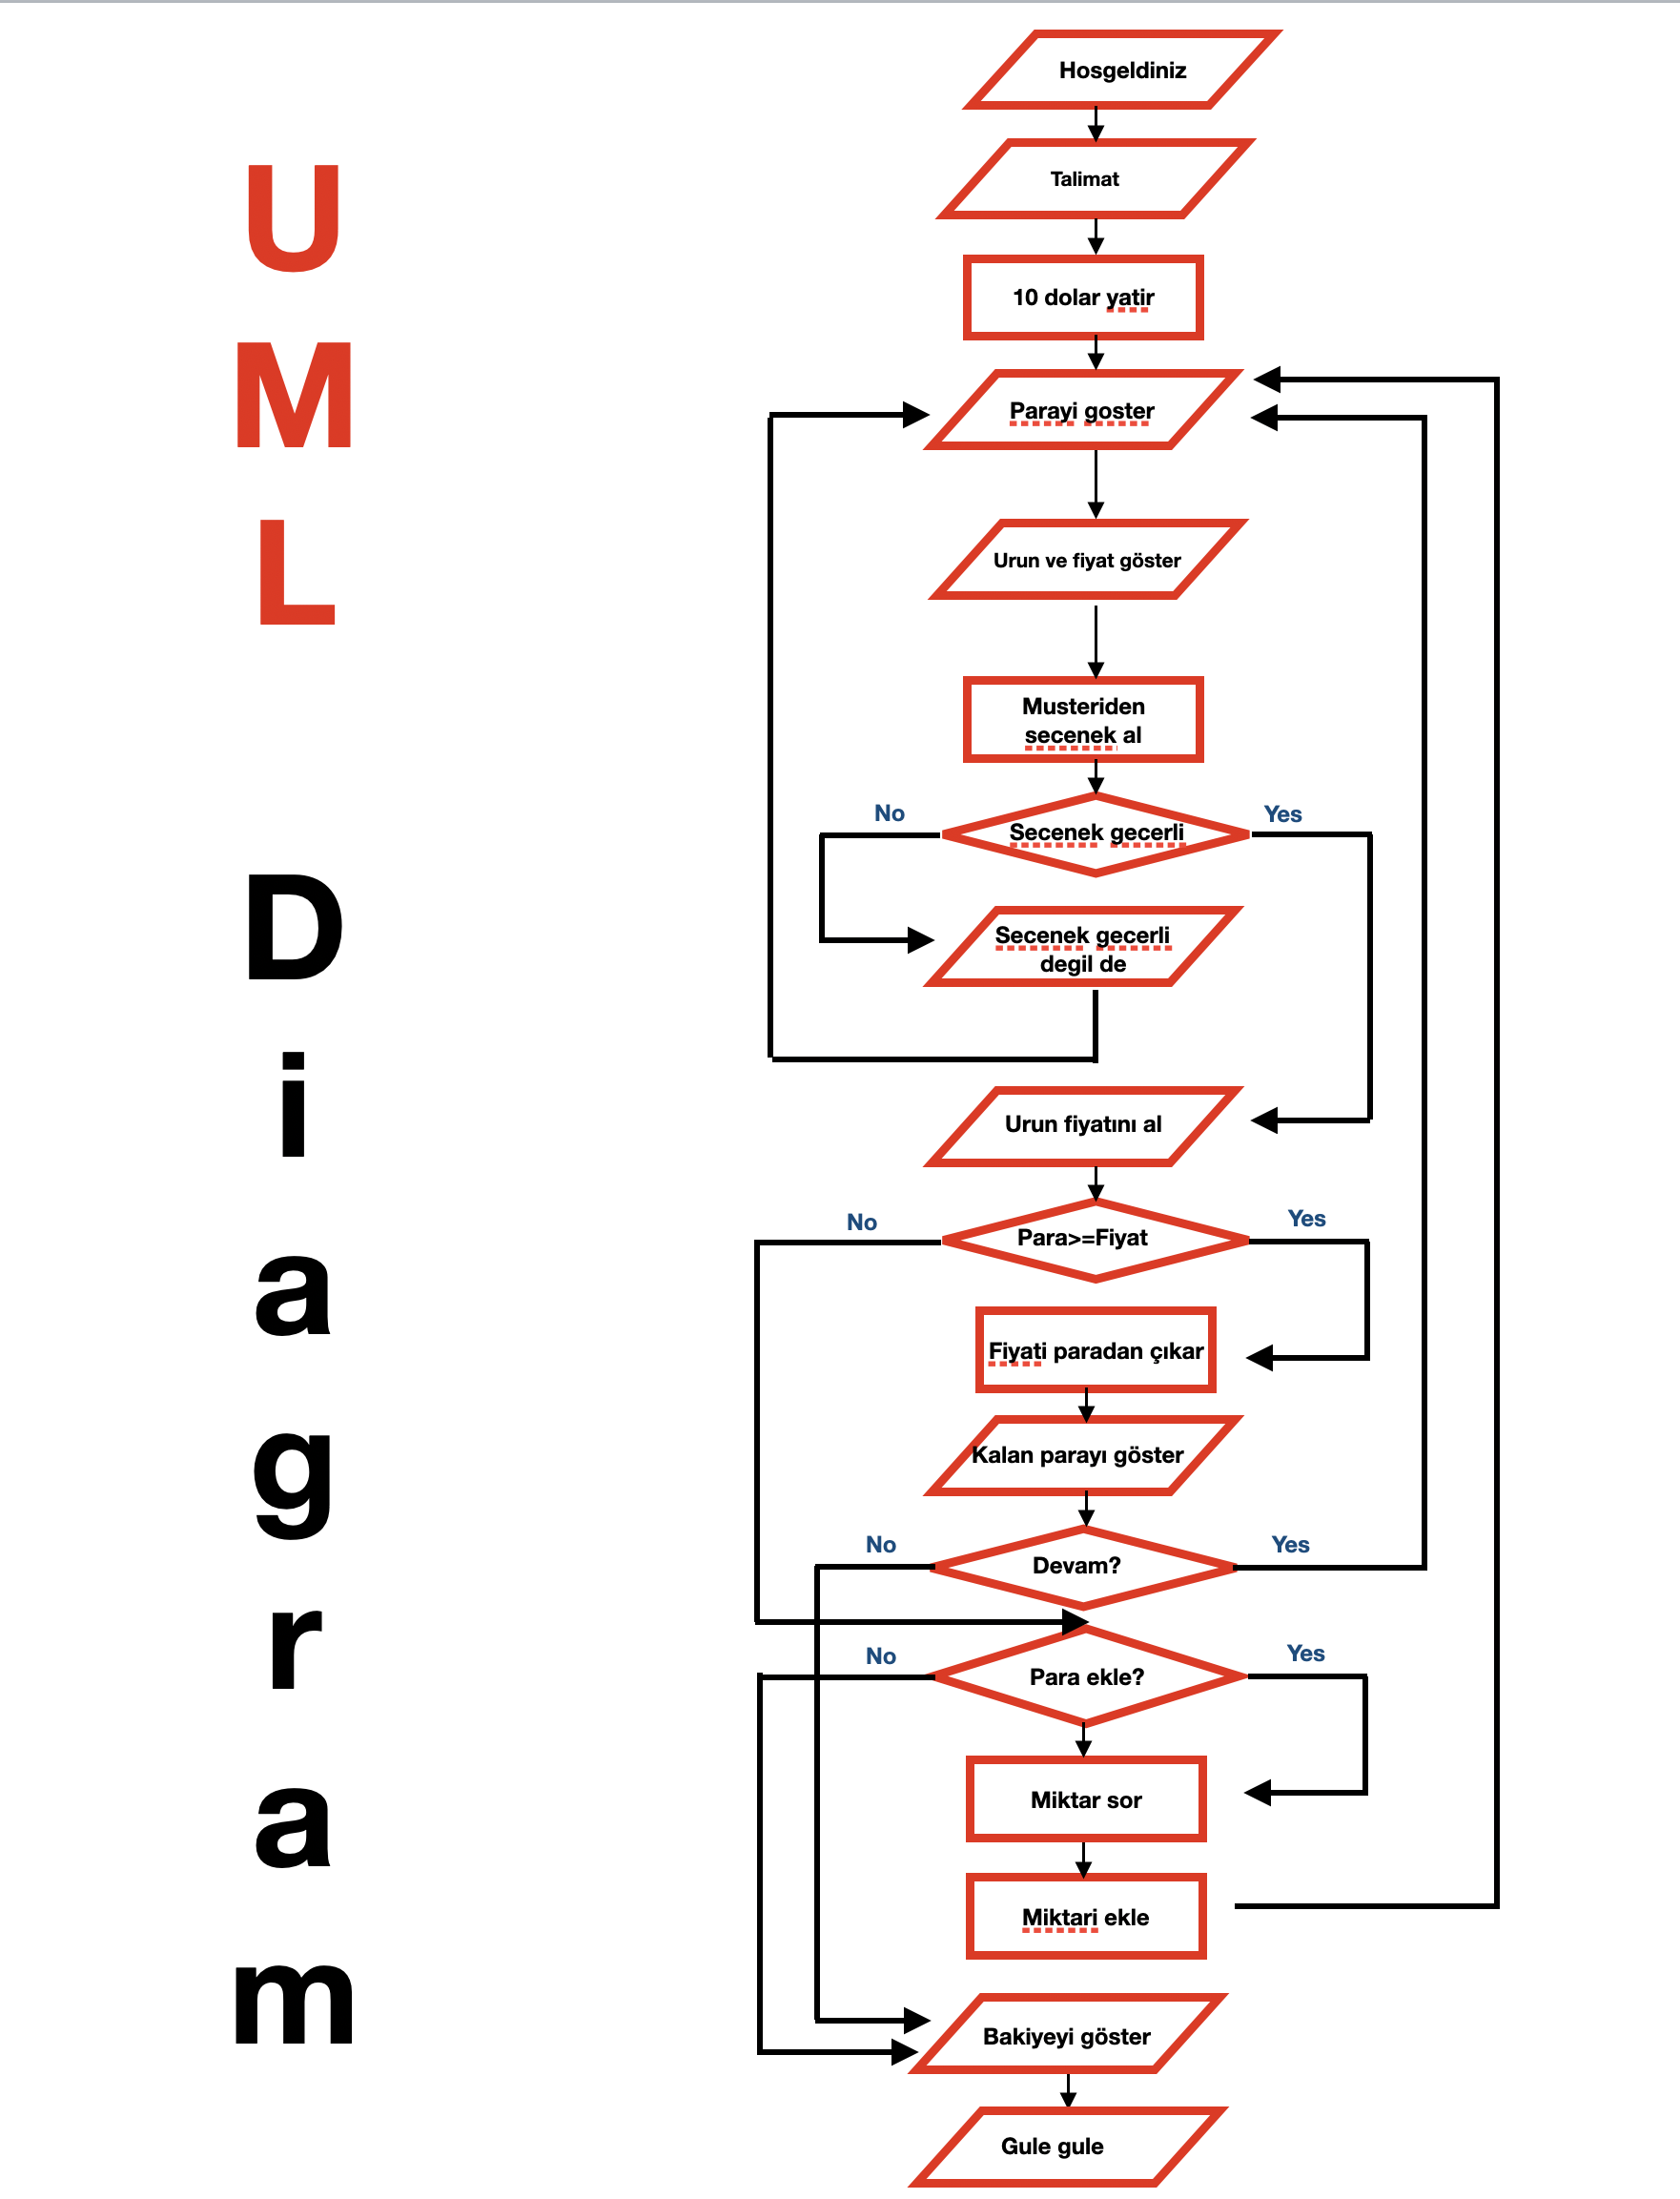 U
M
L
D
i
a
g
r
a
m
Hosgeldiniz
Talimat
10 dolar yatir
Parayi goster
Urun ve fiyat göster
Musteriden
secenek al
No
Yes
Secenek gecerli
Secenek gecerli
degil de
Urun fiyatını al
No
Yes
Para>=Fiyat
Fiyati paradan çıkar
Kalan parayı göster
No
Yes
Devam?
No
Yes
Para ekle?
Miktar sor
Miktari ekle
Bakiyeyi göster
Gule gule